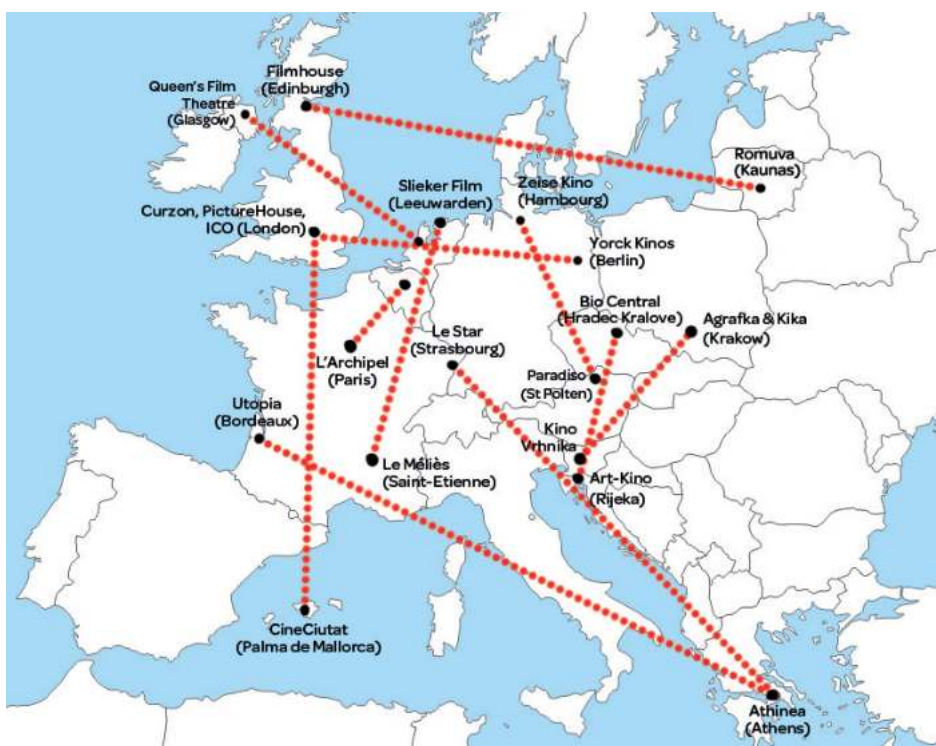 Filmhouse
(Edinburgh)
Queen's Film
Theatre
(Glasgow)
Romuva
(Kaunas)
Slieker Film
(Leeuwarden)
Zeise Kino
(Hambourg)
Curzon, PictureHouse,
ICO (London)
Yorck Kinos
(Berlin)
Bio Central
(Hradec Kralove)
Agrafka & Kika
(Krakow)
Le Star
(Strasbourg)
L'Archipel
(Paris)
Paradiso
(St Polten)
Utopia
(Bordeaux)
Kino
Vrhnika
Le Méliès
(Saint-Etienne)
Art-Kino
(Rijeka)
CineCiutat
(Palma de Mallorca)
Athinea
(Athens)